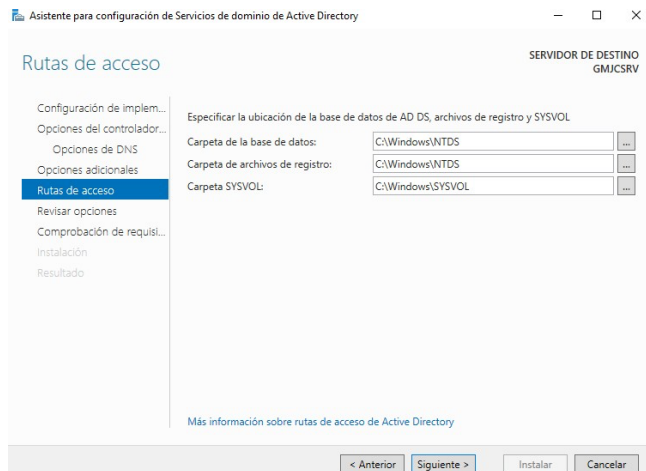 Asistente para configuración de Servicios de dominio de Active Directory
Rutas de acceso
SERVIDOR DE DESTINO
GMJCSRV
Configuración de implem...
Opciones del controlador...
Opciones de DNS
Opciones adicionales
Rutas de acceso
Revisar opciones
Comprobación de requisi...
Instalación
Resultado
Especificar la ubicación de la base de datos de AD DS, archivos de registro y SYSVOL
Carpeta de la base de datos: C:\Windows\NTDS ...
Carpeta de archivos de registro: C:\Windows\NTDS ...
Carpeta SYSVOL: C:\Windows\SYSVOL ...
Más información sobre rutas de acceso de Active Directory
< Anterior Siguiente > Instalar Cancelar